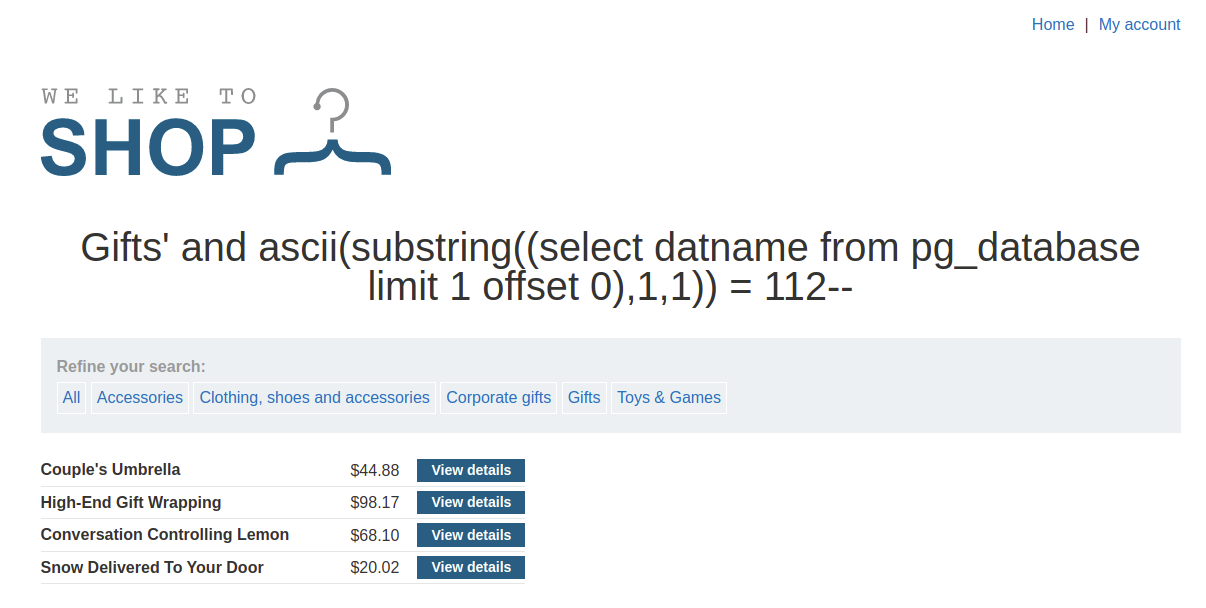 Home | My account
WE LIKE TO
SHOP
Gifts' and ascii(substring((select datname from pg_database
limit 1 offset 0),1,1)) = 112--
Refine your search:
All Accessories Clothing, shoes and accessories Corporate gifts Gifts Toys & Games
Couple's Umbrella $44.88 View details
High-End Gift Wrapping $98.17 View details
Conversation Controlling Lemon $68.10 View details
Snow Delivered To Your Door $20.02 View details